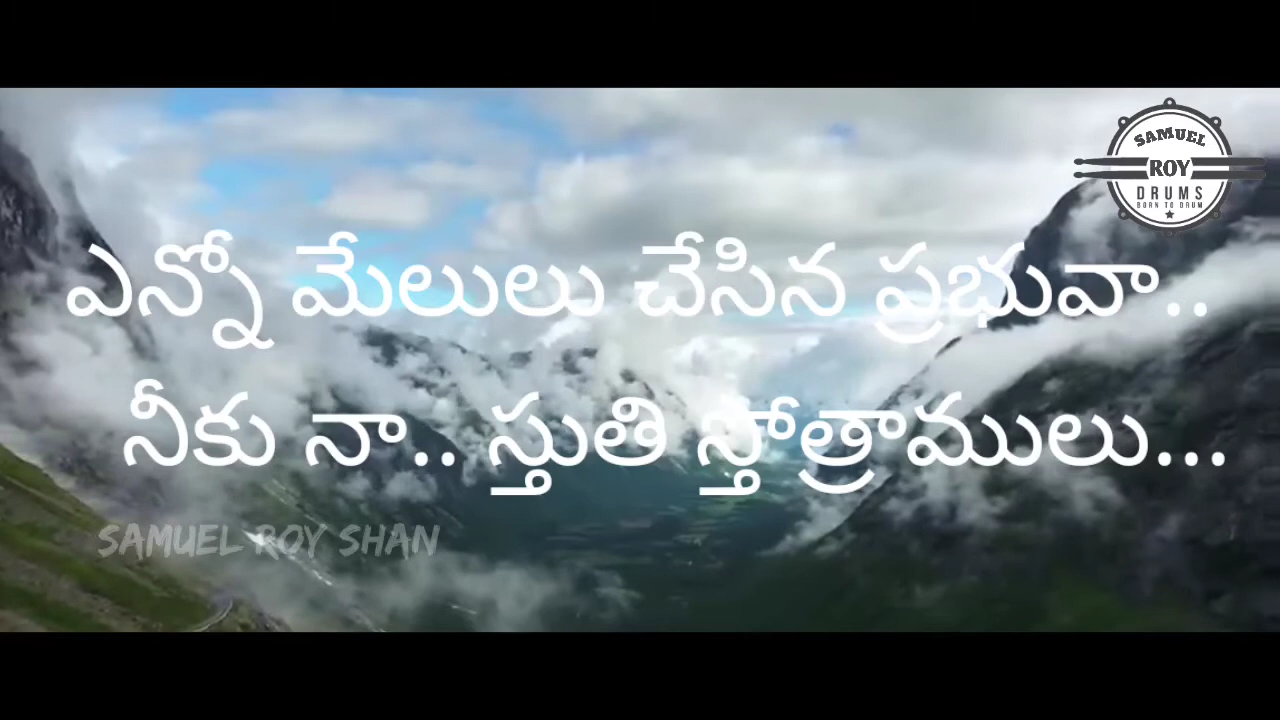 SAMUEL
ROY
DRUMS
BORN TO DRUM
ఎన్నో మేలులు చేసిన ప్రభువా..
నీకు నా.. స్తుతి స్తోత్రాములు...
SAMUEL ROY SHAN